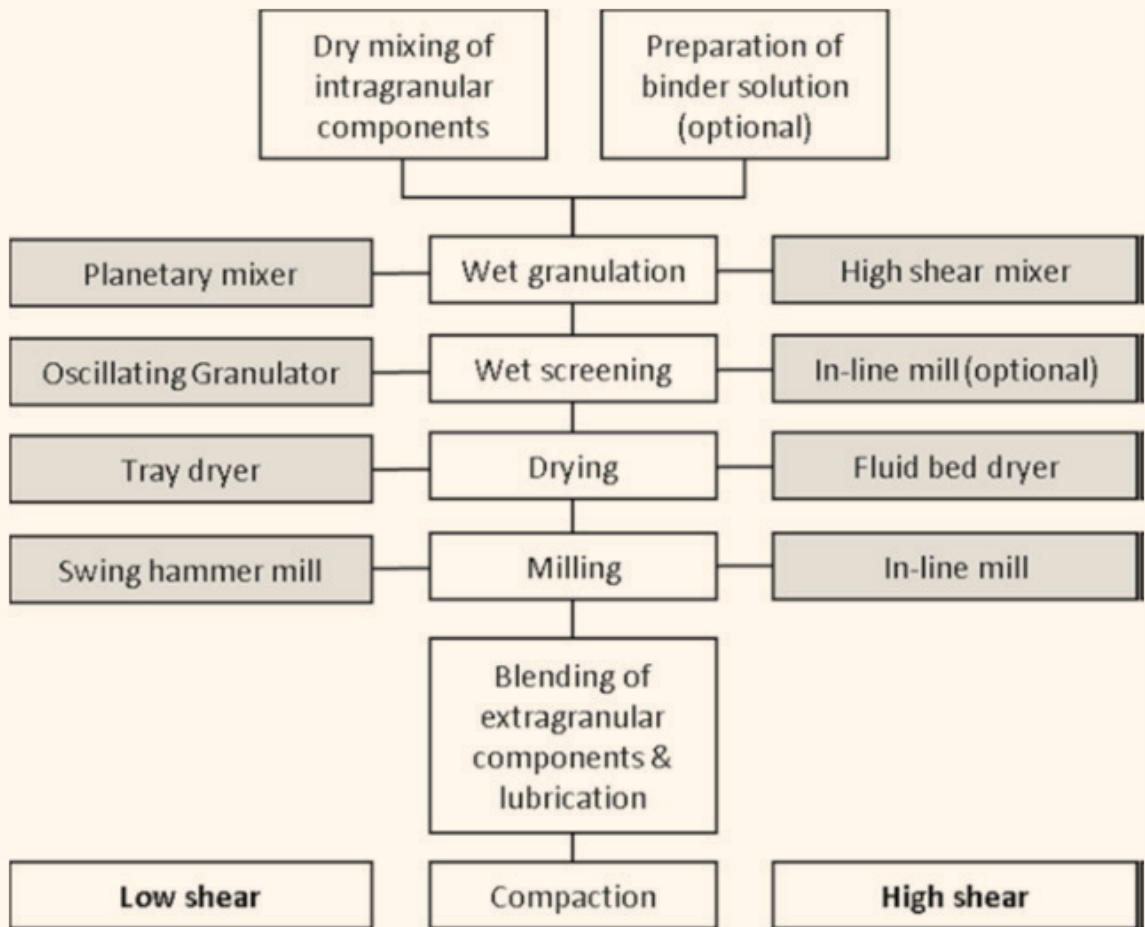 Dry mixing of
intragranular
components
Preparation of
binder solution
(optional)
Planetary mixer
Wet granulation
High shear mixer
Oscillating Granulator
Wet screening
In-line mill (optional)
Tray dryer
Drying
Fluid bed dryer
Swing hammer mill
Milling
In-line mill
Blending of
extragranular
components &
lubrication
Low shear
Compaction
High shear